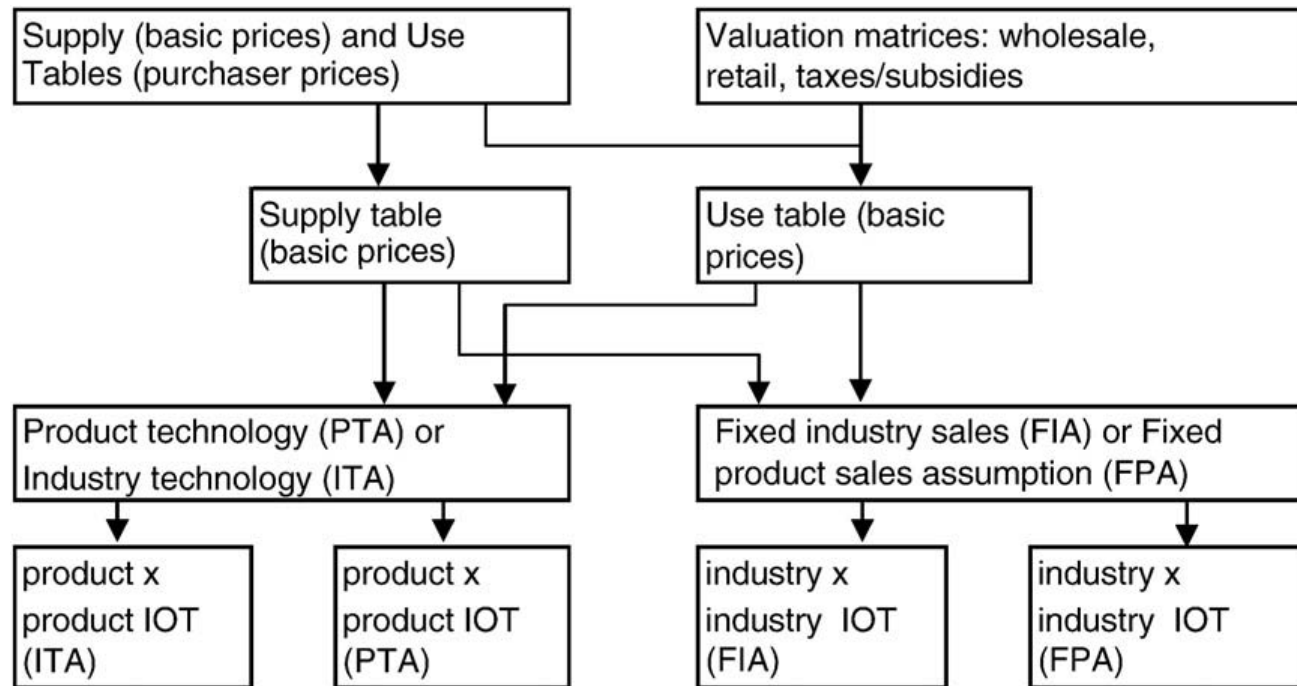 Supply (basic prices) and Use
Tables (purchaser prices)
Valuation matrices: wholesale,
retail, taxes/subsidies
Supply table
(basic prices)
Use table (basic
prices)
Product technology (PTA) or
Industry technology (ITA)
Fixed industry sales (FIA) or Fixed
product sales assumption (FPA)
product x
product IOT
(ITA)
product x
product IOT
(PTA)
industry x
industry IOT
(FIA)
industry x
industry IOT
(FPA)